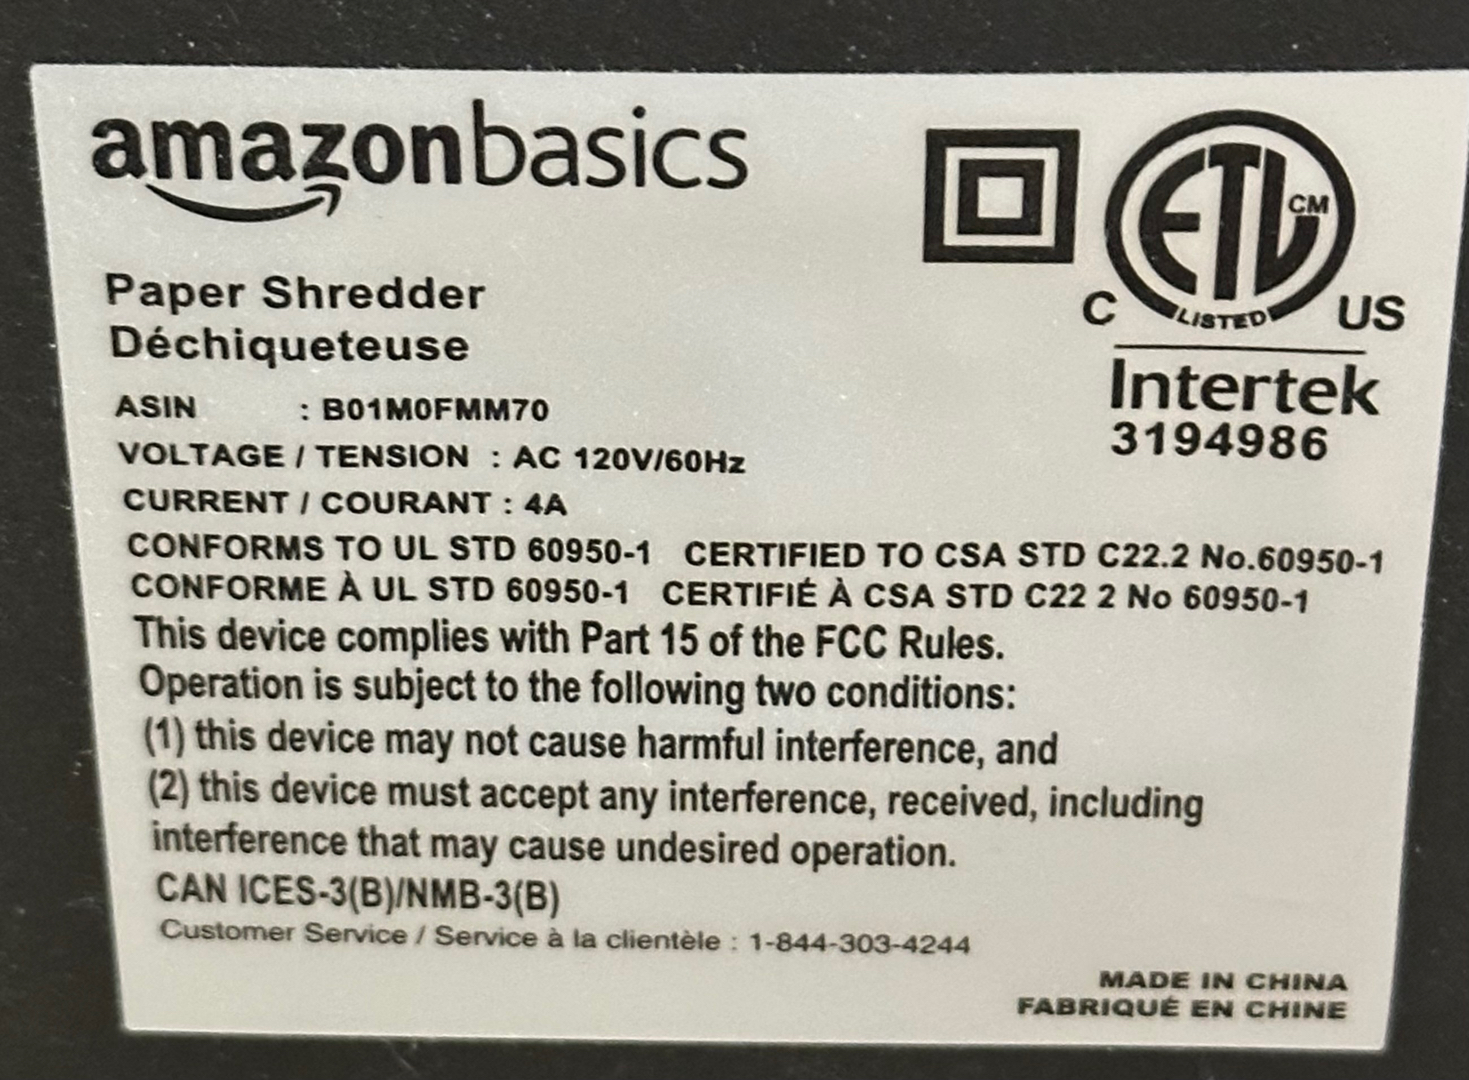 amazonbasics
Paper Shredder
Déchiqueteuse
ASIN : B01M0FMM70
VOLTAGE / TENSION : AC 120V/60Hz
CURRENT / COURANT : 4A
CONFORMS TO UL STD 60950-1 CERTIFIED TO CSA STD C22.2 No.60950-1
CONFORME À UL STD 60950-1 CERTIFIÉ À CSA STD C22 2 No 60950-1
This device complies with Part 15 of the FCC Rules.
Operation is subject to the following two conditions:
(1) this device may not cause harmful interference, and
(2) this device must accept any interference, received, including
interference that may cause undesired operation.
CAN ICES-3(B)/NMB-3(B)
Customer Service / Service à la clientèle : 1-844-303-4244
MADE IN CHINA
FABRIQUÉ EN CHINE
ETL CM
C LISTED US
Intertek
3194986